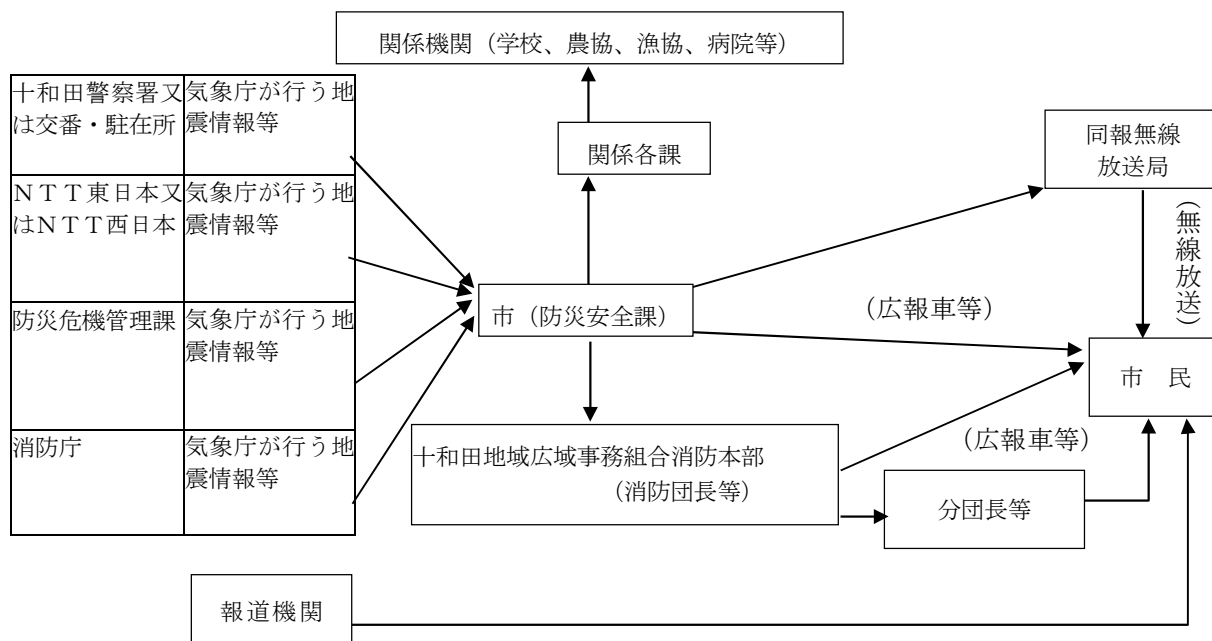 関係機関（学校、農協、漁協、病院等）
十和田警察署又
は交番・駐在所
気象庁が行う地
震情報等
関係各課
同報無線
放送局
ＮＴＴ東日本又
はＮＴＴ西日本
気象庁が行う地
震情報等
（無線放送）
市（防災安全課）
（広報車等）
防災危機管理課
気象庁が行う地
震情報等
市　民
消防庁
気象庁が行う地
震情報等
十和田地域広域事務組合消防本部
（消防団長等）
（広報車等）
分団長等
報道機関